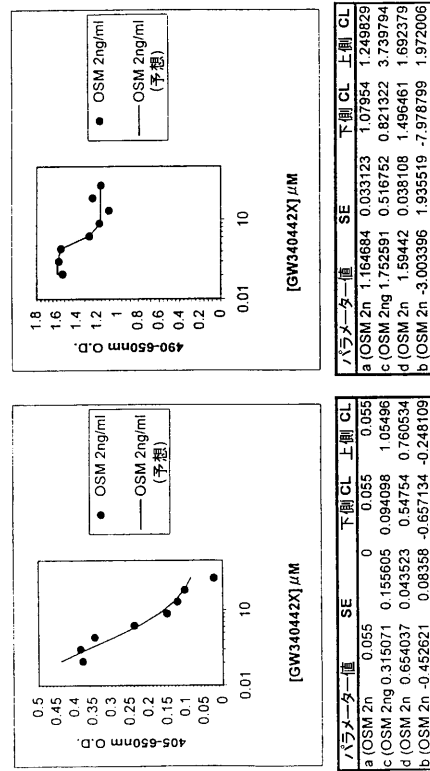 0.5
0.45
0.4
0.35
0.3
0.25
0.2
0.15
0.1
0.05
0
405-650nm O.D.
0.01
10
[GW340442X] μM
● OSM 2ng/ml
— OSM 2ng/ml
(予想)
パラメーター値 SE 下側 CL 上側 CL
a (OSM 2n 0.055 0 0.055 0.055
c (OSM 2ng 0.315071 0.155605 0.094098 1.05496
d (OSM 2n 0.654037 0.043523 0.54754 0.760534
b (OSM 2n -0.452621 0.08358 -0.657134 -0.248109
1.8
1.6
1.4
1.2
1
0.8
0.6
0.4
0.2
0
490-650nm O.D.
0.01
10
[GW340442X] μM
● OSM 2ng/ml
— OSM 2ng/ml
(予想)
パラメーター値 SE 下側 CL 上側 CL
a (OSM 2n 1.164684 0.033123 1.07954 1.249829
c (OSM 2ng 1.752591 0.516752 0.821322 3.739794
d (OSM 2n 1.59442 0.038108 1.496461 1.692379
b (OSM 2n -3.003396 1.935519 -7.978799 1.972006